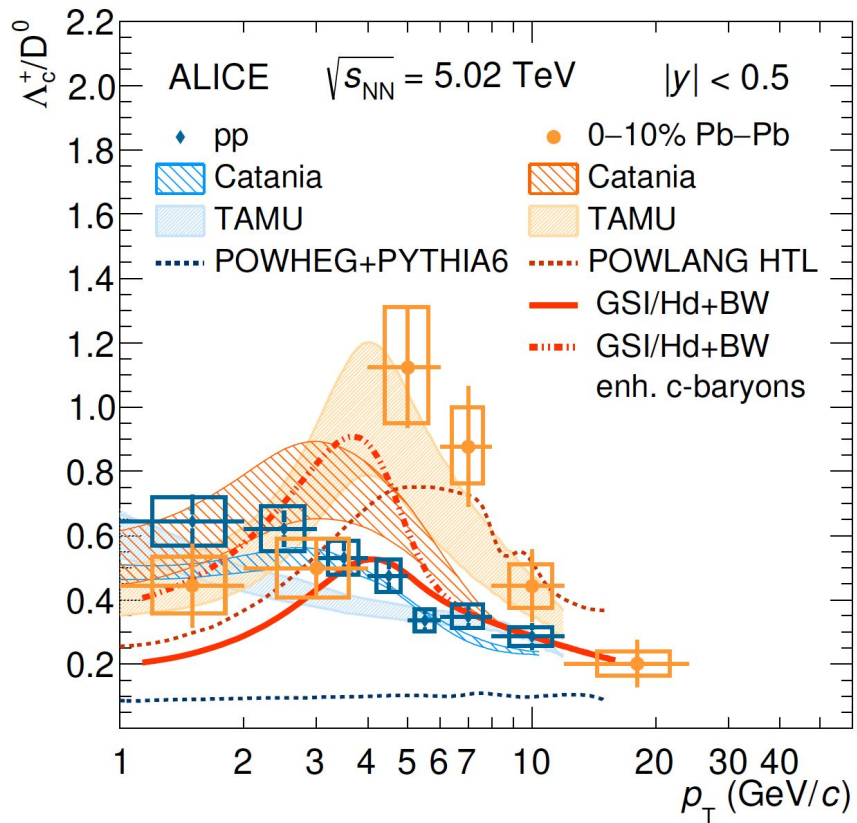 Λc+/D0
2.2
2.0
1.8
1.6
1.4
1.2
1.0
0.8
0.6
0.4
0.2
ALICE √sNN = 5.02 TeV |y| < 0.5
pp
Catania
TAMU
POWHEG+PYTHIA6
0–10% Pb–Pb
Catania
TAMU
POWLANG HTL
GSI/Hd+BW
GSI/Hd+BW
enh. c-baryons
1 2 3 4 5 6 7 10 20 30 40
pT (GeV/c)